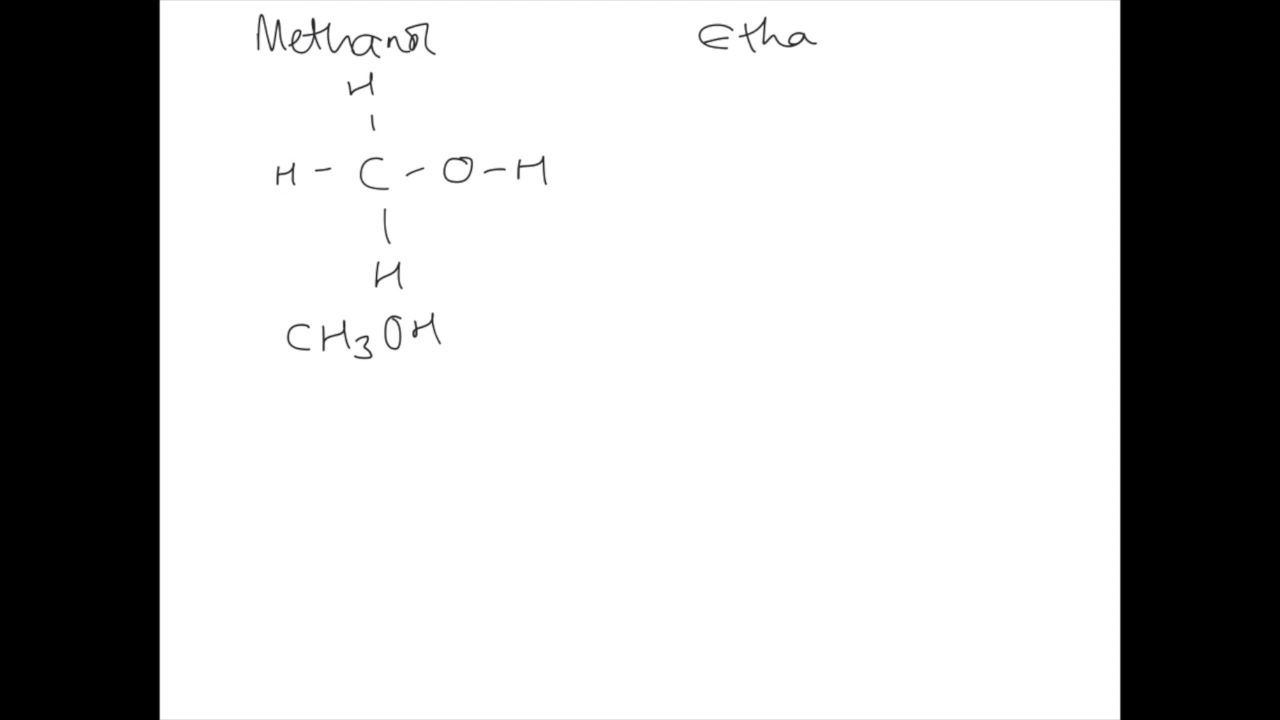 Methanol
Etha
H
H - C - O - H
H
CH₃OH